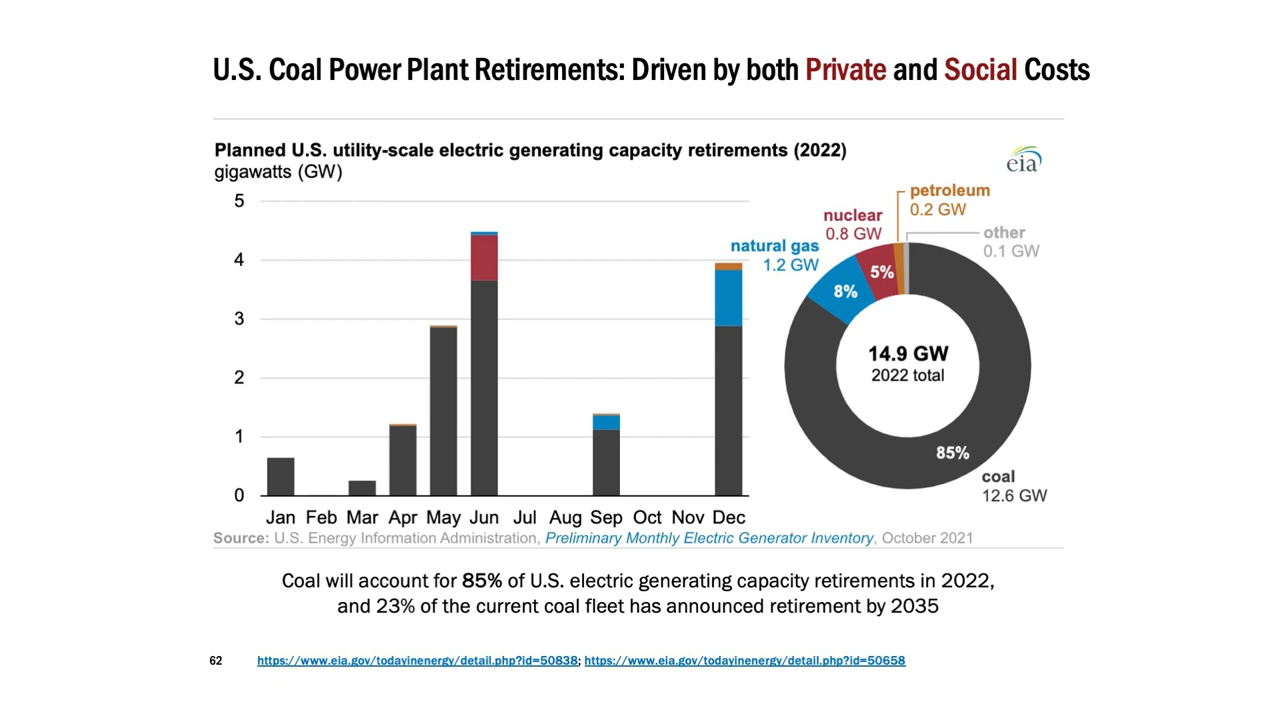 U.S. Coal Power Plant Retirements: Driven by both Private and Social Costs
Planned U.S. utility-scale electric generating capacity retirements (2022)
gigawatts (GW)
eia
5
4
3
2
1
0
Jan Feb Mar Apr May Jun Jul Aug Sep Oct Nov Dec
petroleum
0.2 GW
nuclear
0.8 GW
other
0.1 GW
natural gas
1.2 GW
5%
8%
14.9 GW
2022 total
85%
coal
12.6 GW
Source: U.S. Energy Information Administration, Preliminary Monthly Electric Generator Inventory, October 2021
Coal will account for 85% of U.S. electric generating capacity retirements in 2022,
and 23% of the current coal fleet has announced retirement by 2035
62 https://www.eia.gov/todayinenergy/detail.php?id=50838; https://www.eia.gov/todayinenergy/detail.php?id=50658